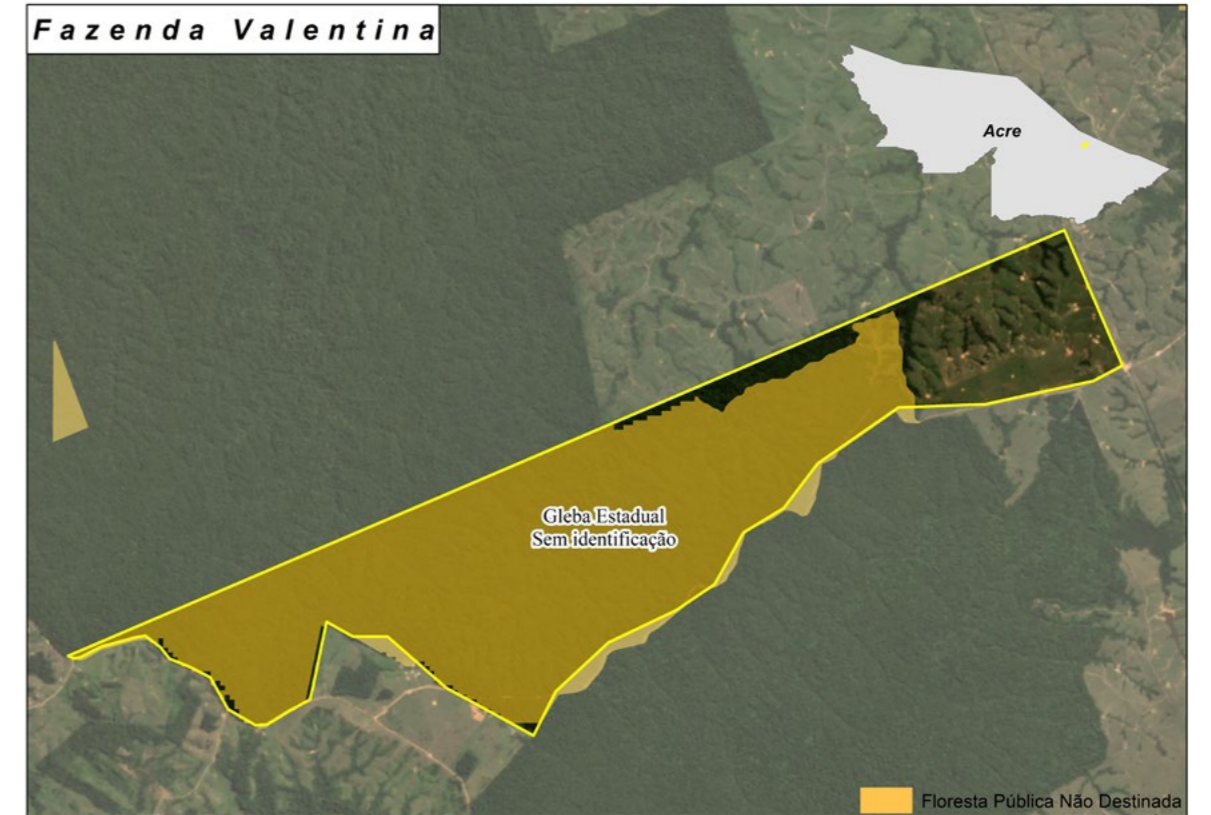 Fazenda Valentina
Acre
Gleba Estadual
Sem identificação
Floresta Pública Não Destinada